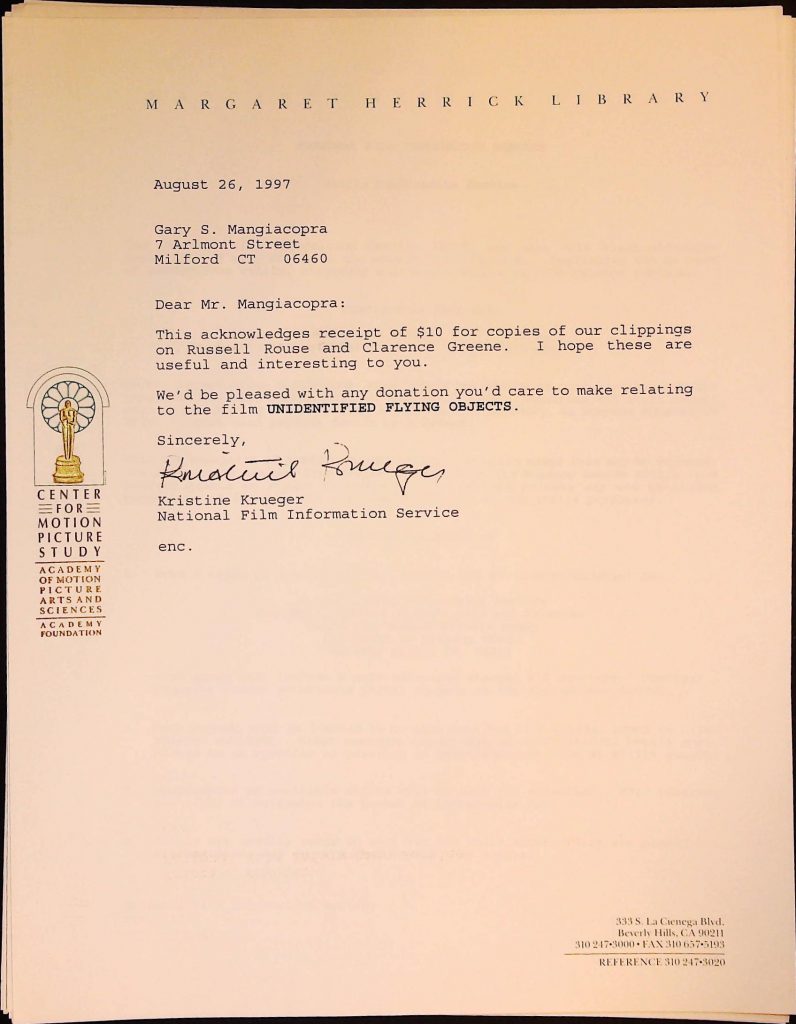 MARGARET HERRICK LIBRARY
August 26, 1997
Gary S. Mangiacopra
7 Arlmont Street
Milford CT 06460
Dear Mr. Mangiacopra:
This acknowledges receipt of $10 for copies of our clippings
on Russell Rouse and Clarence Greene. I hope these are
useful and interesting to you.
We'd be pleased with any donation you'd care to make relating
to the film UNIDENTIFIED FLYING OBJECTS.
Sincerely,
Kristine Krueger
Kristine Krueger
National Film Information Service
enc.
CENTER
FOR
MOTION
PICTURE
STUDY
ACADEMY
OF MOTION
PICTURE
ARTS AND
SCIENCES
ACADEMY
FOUNDATION
333 S. La Cienega Blvd.
Beverly Hills, CA 90211
310 247•3000 • FAX 310 657•5193
REFERENCE 310 247•3020